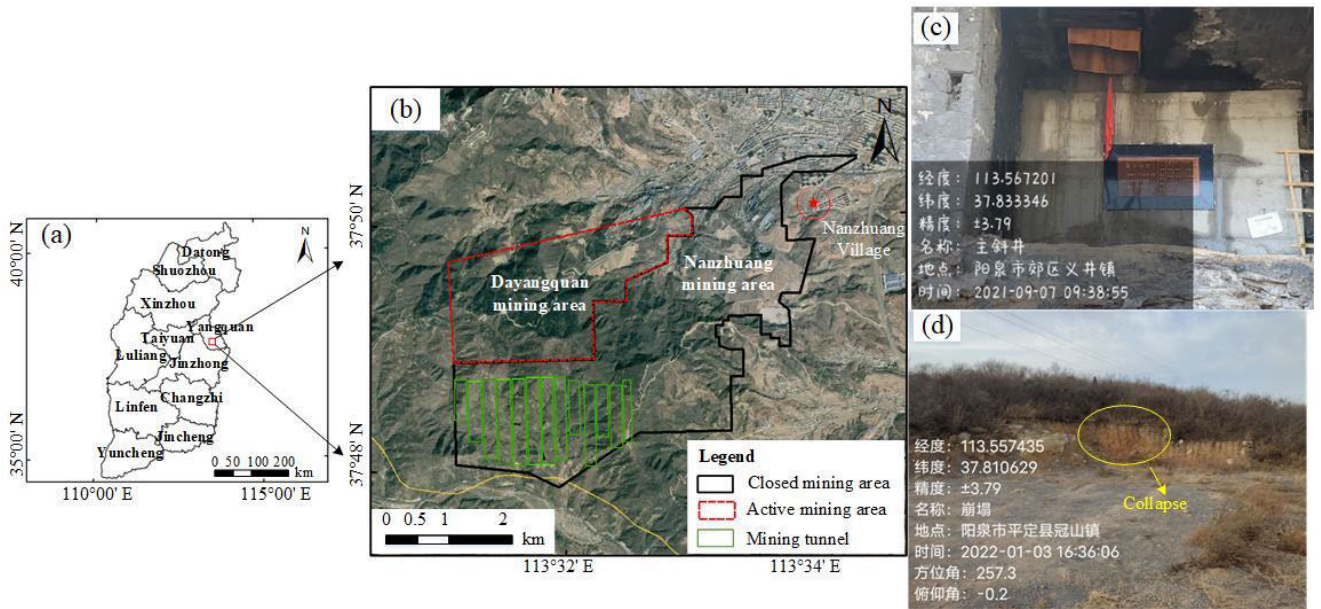 (a)
N
Datong
Shuozhou
Xinzhou
Yangquan
Taiyuan
Luliang
Jinzhong
Changzhi
Linfen
Jincheng
Yuncheng
0 50 100 200
km
40°00' N
35°00' N
110°00' E
115°00' E
(b)
N
Nanzhuang
Village
Dayangquan
mining area
Nanzhuang
mining area
37°50' N
37°48' N
0 0.5 1 2
km
Legend
Closed mining area
Active mining area
Mining tunnel
113°32' E
113°34' E
(c)
经度: 113.567201
纬度: 37.833346
精度: ±3.79
名称: 主斜井
地点: 阳泉市郊区义井镇
时间: 2021-09-07 09:38:55
(d)
Collapse
经度: 113.557435
纬度: 37.810629
精度: ±3.79
名称: 崩塌
地点: 阳泉市平定县冠山镇
时间: 2022-01-03 16:36:06
方位角: 257.3
俯仰角: -0.2